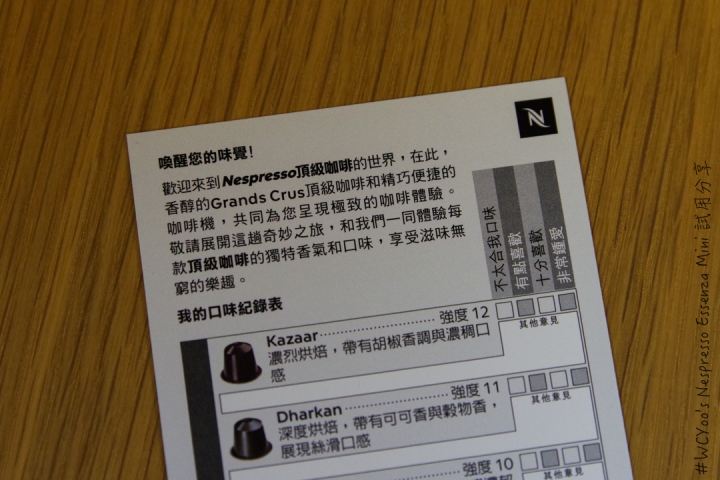 喚醒您的味覺!
歡迎來到Nespresso頂級咖啡的世界，在此，
香醇的Grands Crus頂級咖啡和精巧便捷的
咖啡機，共同為您呈現極致的咖啡體驗。
敬請展開這趟奇妙之旅，和我們一同體驗每
款頂級咖啡的獨特香氣和口味，享受滋味無
窮的樂趣。
我的口味紀錄表
不太合我口味
有點喜歡
十分喜歡
非常鍾愛
Kazaar 強度 12
濃烈烘焙，帶有胡椒香調與濃稠口
感
其他意見
Dharkan 強度 11
深度烘焙，帶有可可香與穀物香，
展現絲滑口感
其他意見
強度 10
其他意見
#WCYoo's Nespresso Essenza Mini 試用分享